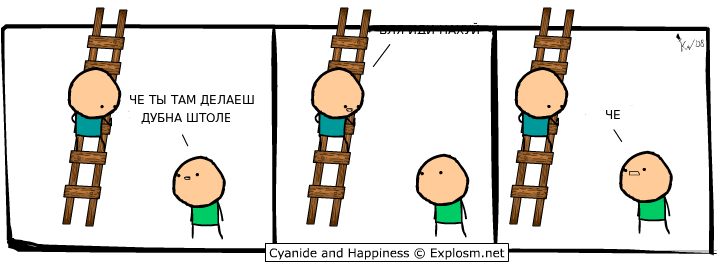 ЧЕ ТЫ ТАМ ДЕЛАЕШ
ДУБНА ШТОЛЕ
БЛЯ ИДИ НАХУЙ
ЧЕ
Cyanide and Happiness © Explosm.net